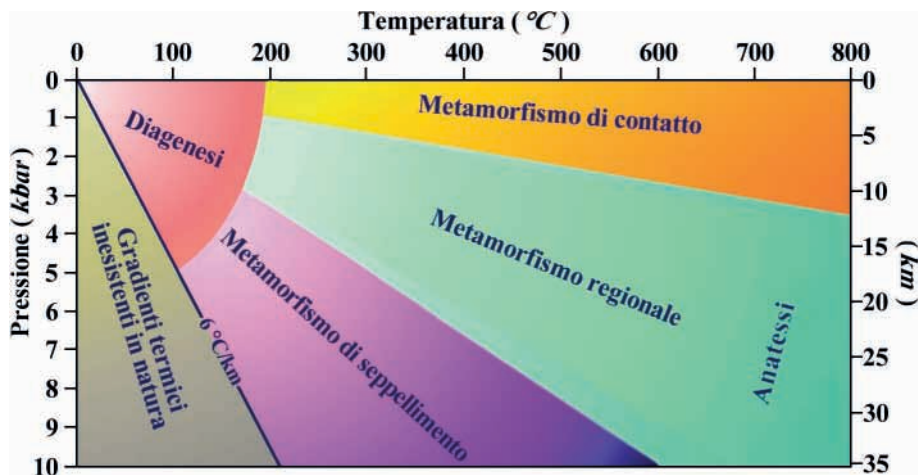 Temperatura ( °C )
0 100 200 300 400 500 600 700 800
Pressione ( kbar )
0
1
2
3
4
5
6
7
8
9
10
Diagenesi
Metamorfismo di contatto
Metamorfismo regionale
Metamorfismo di seppellimento
Anatessi
Gradienti termici
inesistenti in natura
6 °C/km
0
5
10
15
20
25
30
35
( km )